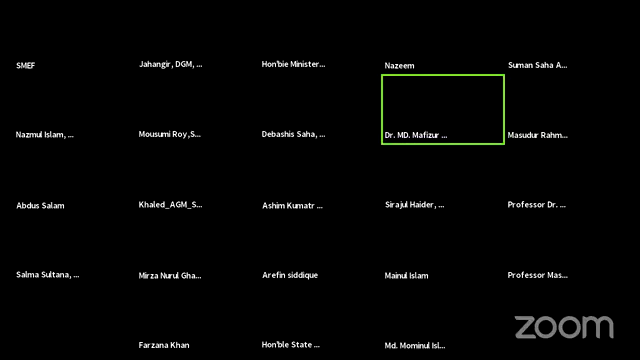 SMEF
Jahangir, DGM, ...
Hon'bie Minister...
Nazeem
Suman Saha A...
Nazmul Islam, ...
Mousumi Roy,S...
Debashis Saha, ...
Dr. MD. Mafizur ...
Masudur Rahm...
Abdus Salam
Khaled_AGM_S...
Ashim Kumatr ...
Sirajul Haider, ...
Professor Dr. ...
Salma Sultana, ...
Mirza Nurul Gha...
Arefin siddique
Mainul Islam
Professor Mas...
Farzana Khan
Hon'ble State ...
Md. Mominul Isl...
zoom